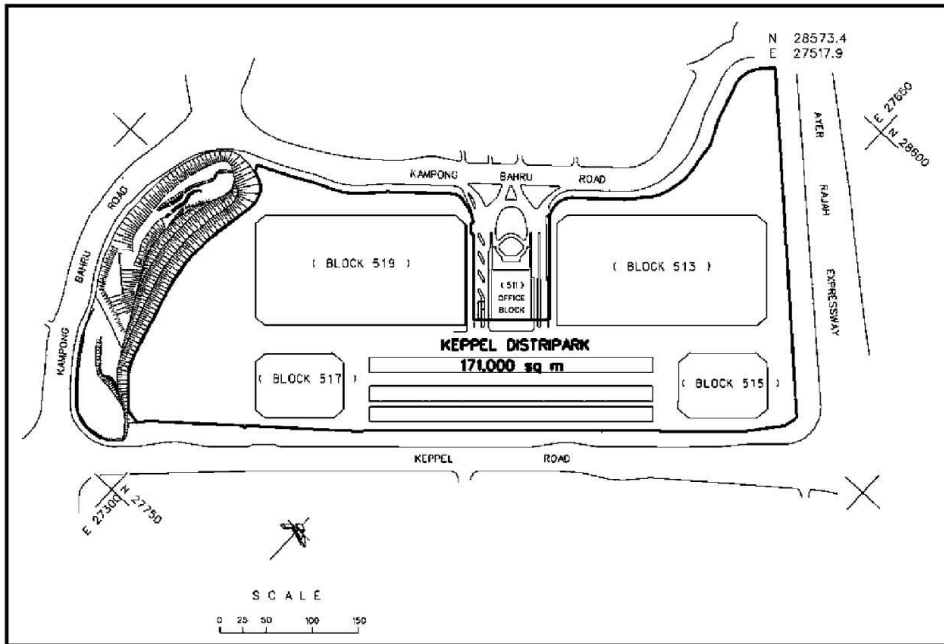 N 28573.4
E 27517.9
E 27650
N 28600
AYER RAJAH EXPRESSWAY
KAMPONG BAHRU ROAD
KAMPONG BAHRU ROAD
( BLOCK 519 )
( BLOCK 513 )
( 511 )
OFFICE
BLOCK
KEPPEL DISTRIPARK
171,000 sq m
( BLOCK 517 )
( BLOCK 515 )
KEPPEL ROAD
N 27750
E 27300
SCALE
0 25 50 100 150